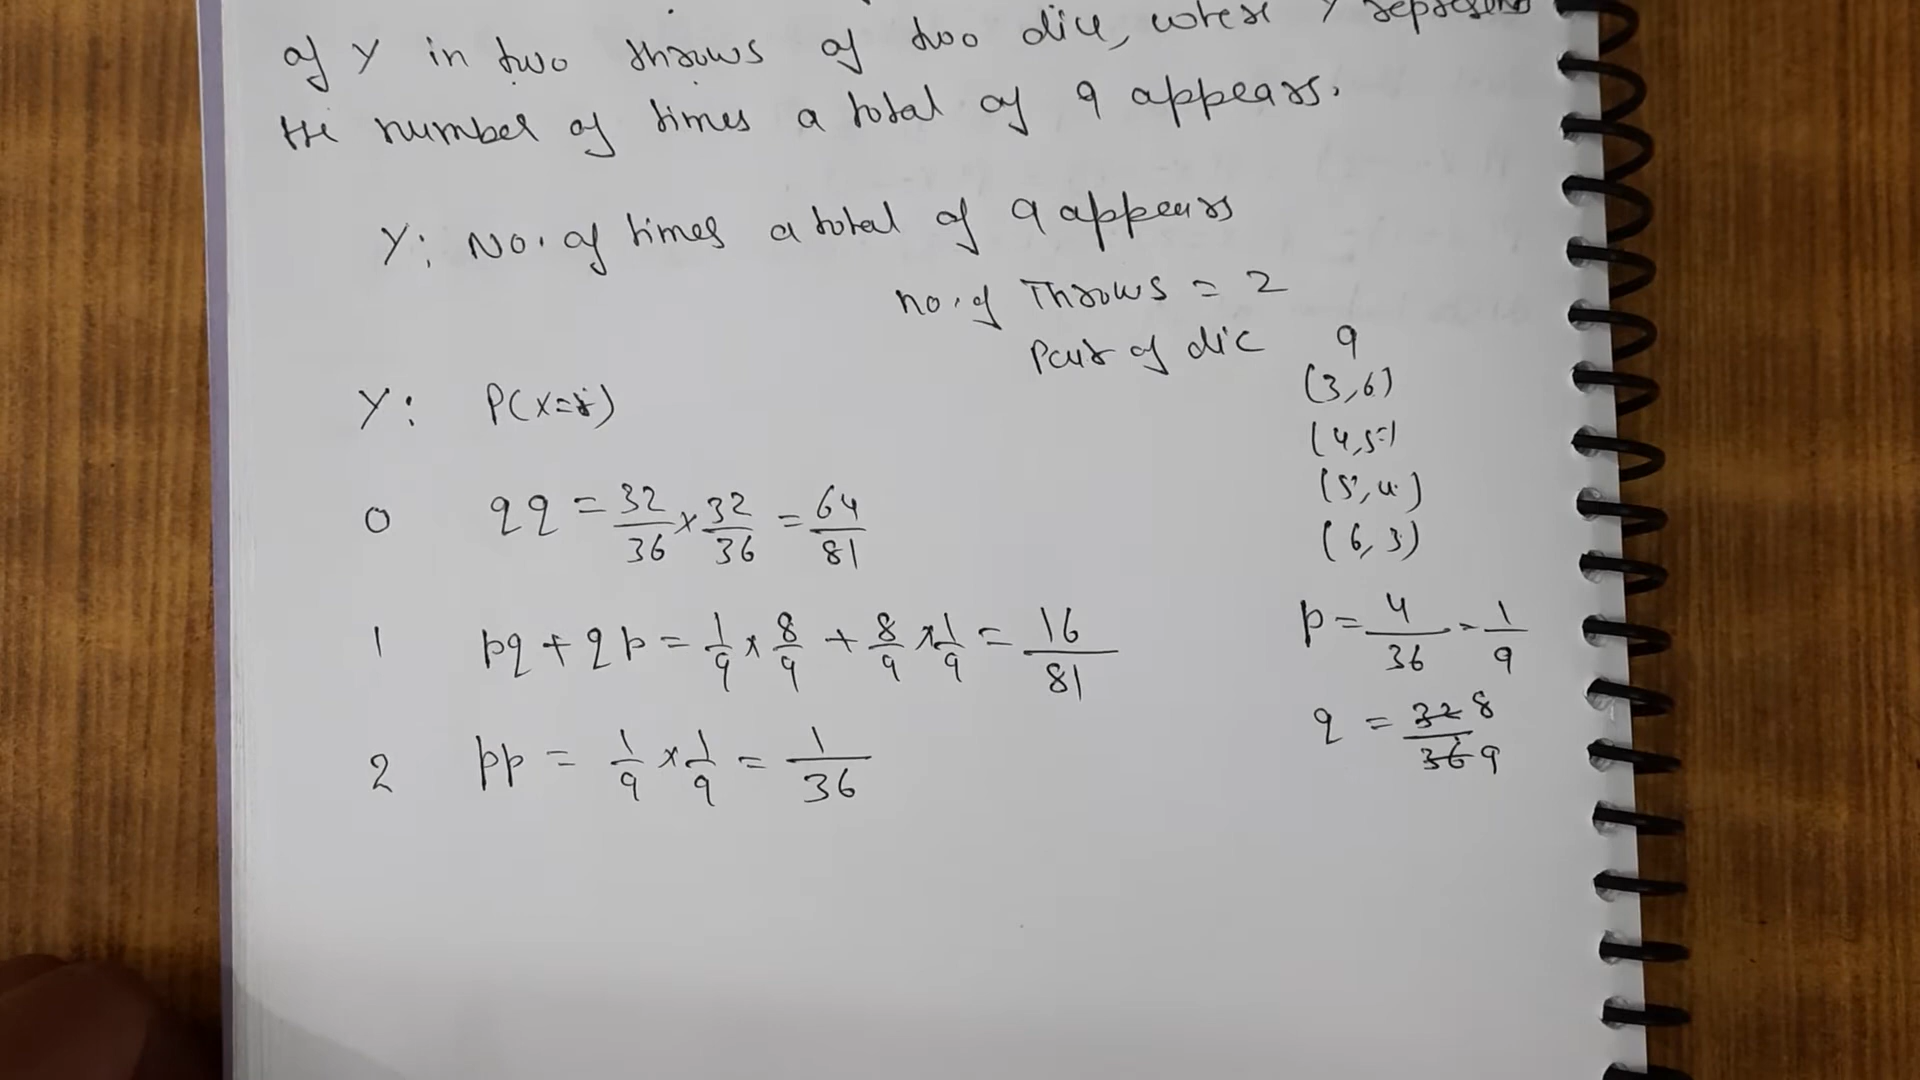 of Y in two throws of two dice, where Y represents
the number of times a total of 9 appears.
Y: No. of times a total of 9 appears
no. of Throws = 2
Pair of dic
9
(3,6)
(4,5)
(5,4)
(6,3)
Y: P(X=r)
0 qq = 32/36 × 32/36 = 64/81
1 pq + qp = 1/9 × 8/9 + 8/9 × 1/9 = 16/81
2 pp = 1/9 × 1/9 = 1/36
p = 4/36 = 1/9
q = 32/36 8/9